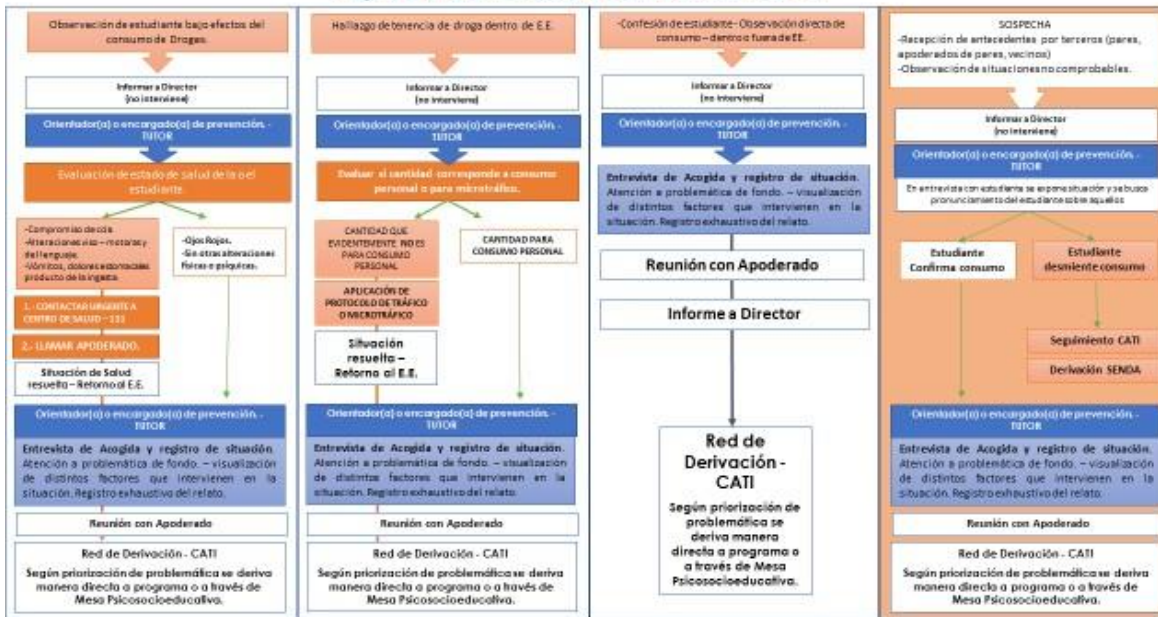 Observación de estudiante bajo efectos del
consumo de Drogas.
Informar a Director
(no interviene)
Orientador(a) o encargado(a) de prevención. -
TUTOR
Evaluación de estado de salud de la o el
estudiante.
-Compromiso de
-Alteraciones viso – motoras y
del lenguaje.
-Vómitos, dolores estomacales
producto de la ingesta.
-Ojos Rojos.
- Sin otras alteraciones
físicas o psíquicas.
1.- CONTACTAR URGENTE A
CENTRO DE SALUD – 131
2.- LLAMAR APODERADO.
Situación de Salud
resuelta – Retorno al E.E.
Orientador(a) o encargado(a) de prevención. -
TUTOR
Entrevista de Acogida y registro de situación.
Atención a problemática de fondo. – visualización
de distintos factores que intervienen en la
situación. Registro exhaustivo del relato.
Reunión con Apoderado
Red de Derivación - CATI
Según priorización de problemática se deriva
manera directa a programa o a través de
Mesa Psicosocioeducativa.
Hallazgo de tenencia de droga dentro de E.E.
Informar a Director
(no interviene)
Orientador(a) o encargado(a) de prevención. -
TUTOR
Evaluar si cantidad corresponde a consumo
personal o para microtráfico.
CANTIDAD QUE
EVIDENTEMENTE NO ES
PARA CONSUMO
PERSONAL
CANTIDAD PARA
CONSUMO PERSONAL
APLICACIÓN DE
PROTOCOLO DE TRÁFICO
O MICROTRÁFICO
Situación
resuelta –
Retorno al E.E.
Orientador(a) o encargado(a) de prevención. -
TUTOR
Entrevista de Acogida y registro de situación.
Atención a problemática de fondo. – visualización
de distintos factores que intervienen en la
situación. Registro exhaustivo del relato.
Reunión con Apoderado
Red de Derivación - CATI
Según priorización de problemática se deriva
manera directa a programa o a través de
Mesa Psicosocioeducativa.
-Confesión de estudiante - Observación directa de
consumo – dentro o fuera de EE.
Informar a Director
(no interviene)
Orientador(a) o encargado(a) de prevención. -
TUTOR
Entrevista de Acogida y registro de situación.
Atención a problemática de fondo. – visualización
de distintos factores que intervienen en la
situación. Registro exhaustivo del relato.
Reunión con Apoderado
Informe a Director
Red de
Derivación -
CATI
Según priorización de
problemática se
deriva manera
directa a programa o
a través de Mesa
Psicosocioeducativa.
SOSPECHA
-Recepción de antecedentes por terceros (pares,
apoderados de pares, vecinos)
-Observación de situaciones no comprobables.
Informar a Director
(no interviene)
Orientador(a) o encargado(a) de prevención. -
TUTOR
En entrevista con estudiante se expone situación y se busca
pronunciamiento del estudiante sobre aquellos
Estudiante
Confirma consumo
Estudiante
desmiente consumo
Seguimiento CATI
Derivación SENDA
Orientador(a) o encargado(a) de prevención. -
TUTOR
Entrevista de Acogida y registro de situación.
Atención a problemática de fondo. – visualización
de distintos factores que intervienen en la
situación. Registro exhaustivo del relato.
Reunión con Apoderado
Red de Derivación - CATI
Según priorización de problemática se deriva
manera directa a programa o a través de
Mesa Psicosocioeducativa.